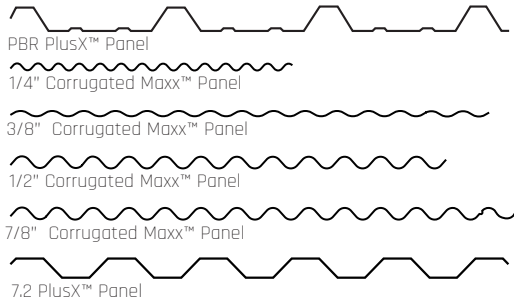 PBR PlusX™ Panel
1/4" Corrugated Maxx™ Panel
3/8" Corrugated Maxx™ Panel
1/2" Corrugated Maxx™ Panel
7/8" Corrugated Maxx™ Panel
7.2 PlusX™ Panel